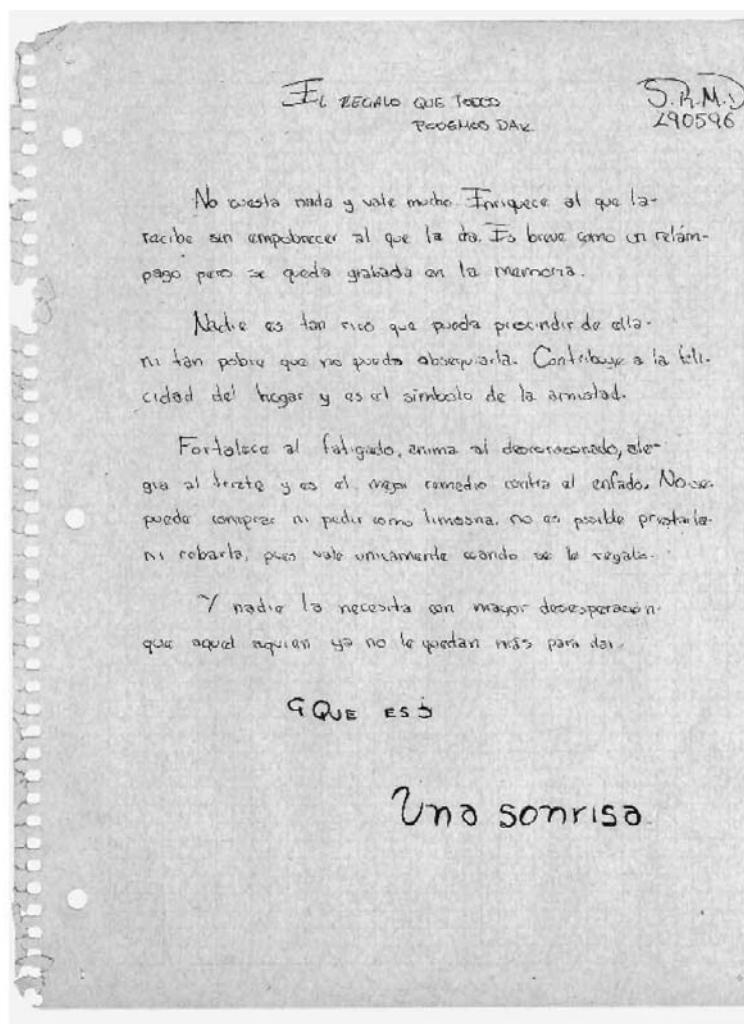 EL REGALO QUE TODOS
PODEMOS DAR
S.R.M.D
290596
No cuesta nada y vale mucho. Enriquece al que la
recibe sin empobrecer al que la da. Es breve como un relám-
pago pero se queda grabada en la memoria.
Nadie es tan rico que pueda prescindir de ella
ni tan pobre que no pueda obsequiarla. Contribuye a la feli-
cidad del hogar y es el símbolo de la amistad.
Fortalece al fatigado, anima al descorazonado, ale-
gra al triste y es el mejor remedio contra el enfado. No se
puede comprar ni pedir como limosna, no es posible prestarla
ni robarla, pues vale unicamente cuando se le regala.
Y nadie la necesita con mayor desesperación
que aquel aquien ya no le quedan más para dar.
¿QUE ES?
Una sonrisa